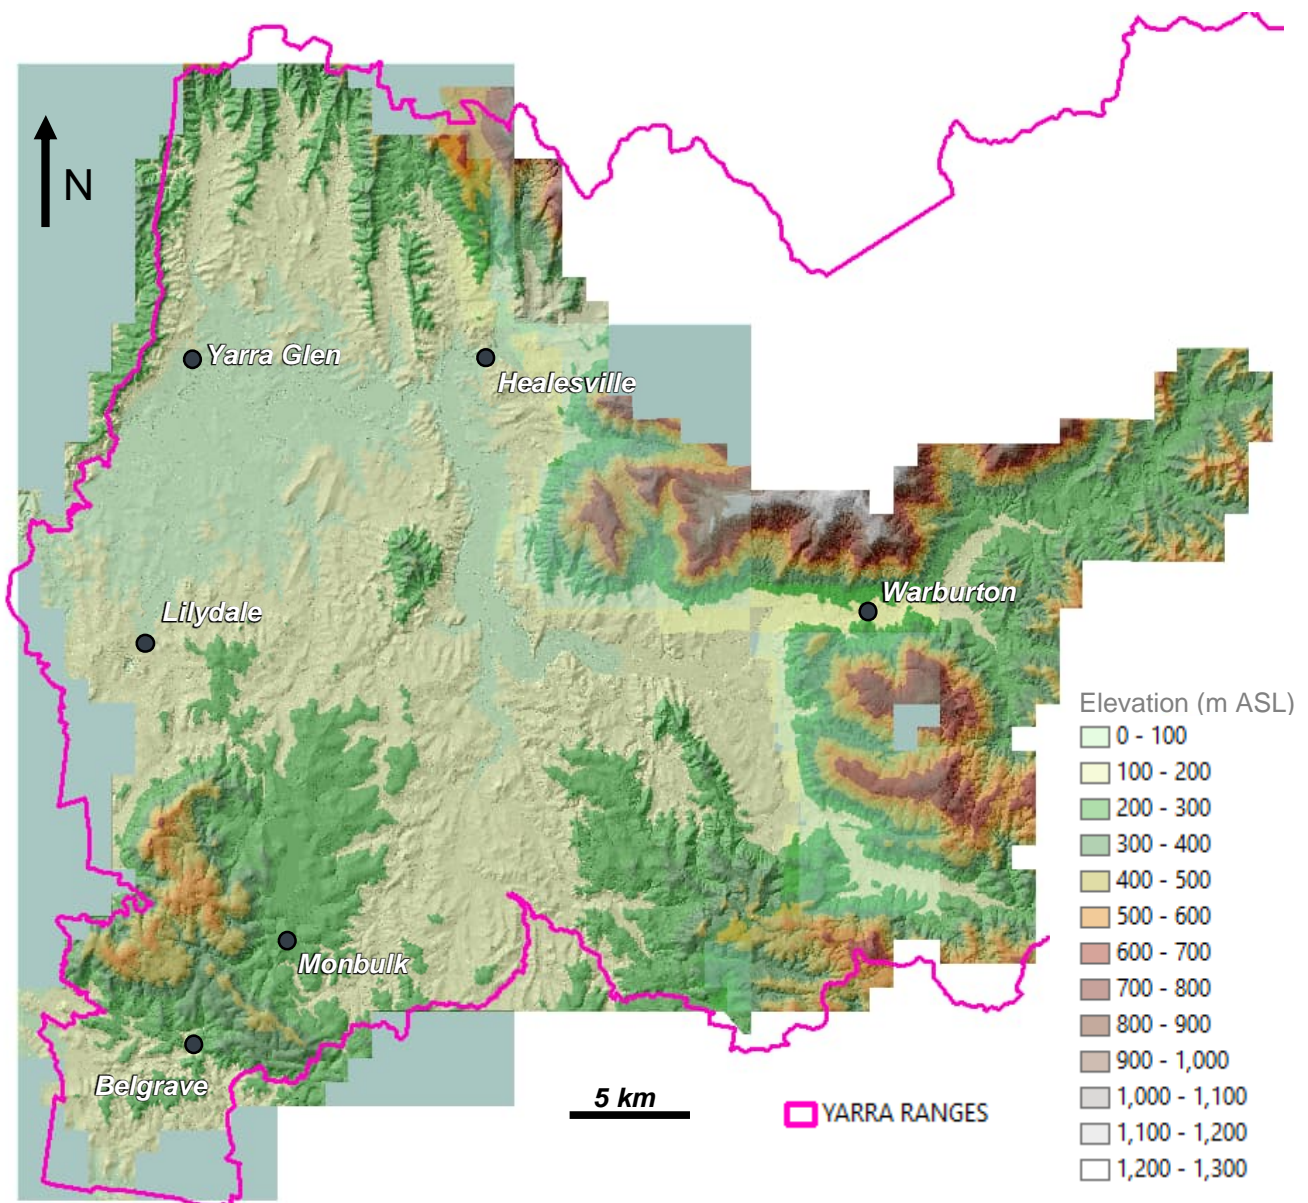 N
Yarra Glen
Healesville
Lilydale
Warburton
Monbulk
Belgrave
5 km
YARRA RANGES
Elevation (m ASL)
0 - 100
100 - 200
200 - 300
300 - 400
400 - 500
500 - 600
600 - 700
700 - 800
800 - 900
900 - 1,000
1,000 - 1,100
1,100 - 1,200
1,200 - 1,300